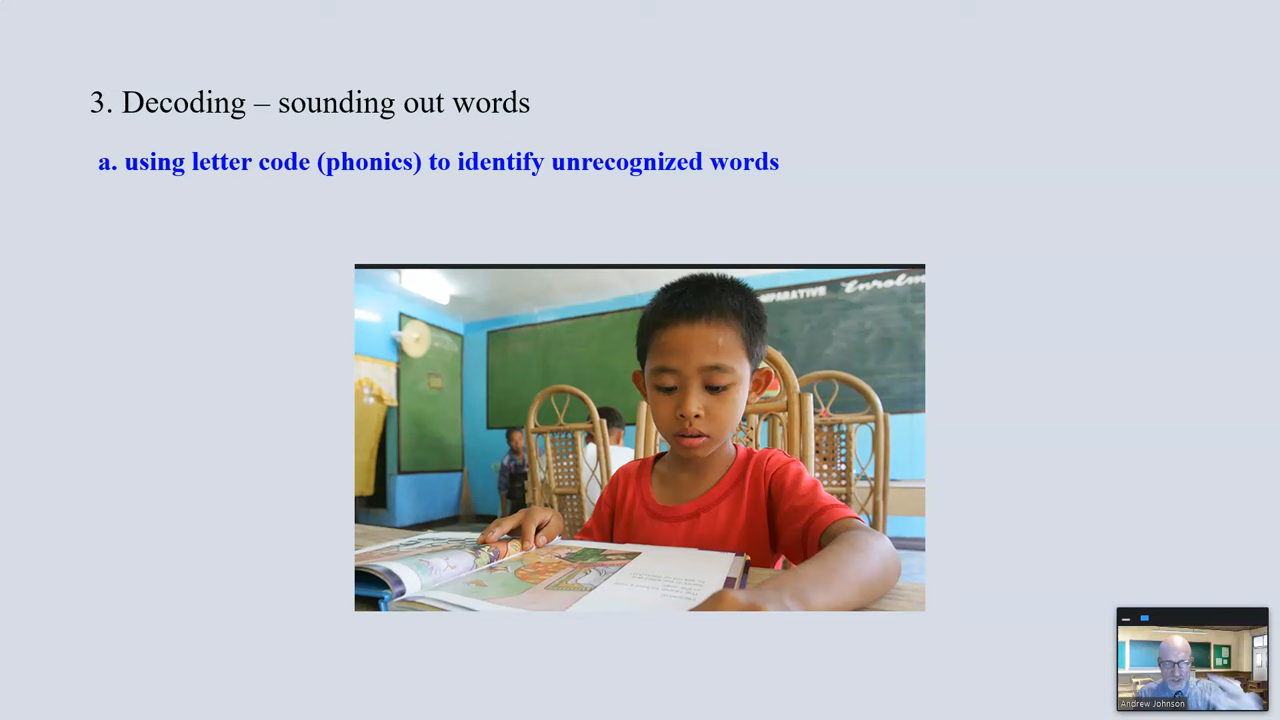 3. Decoding – sounding out words
a. using letter code (phonics) to identify unrecognized words
Andrew Johnson